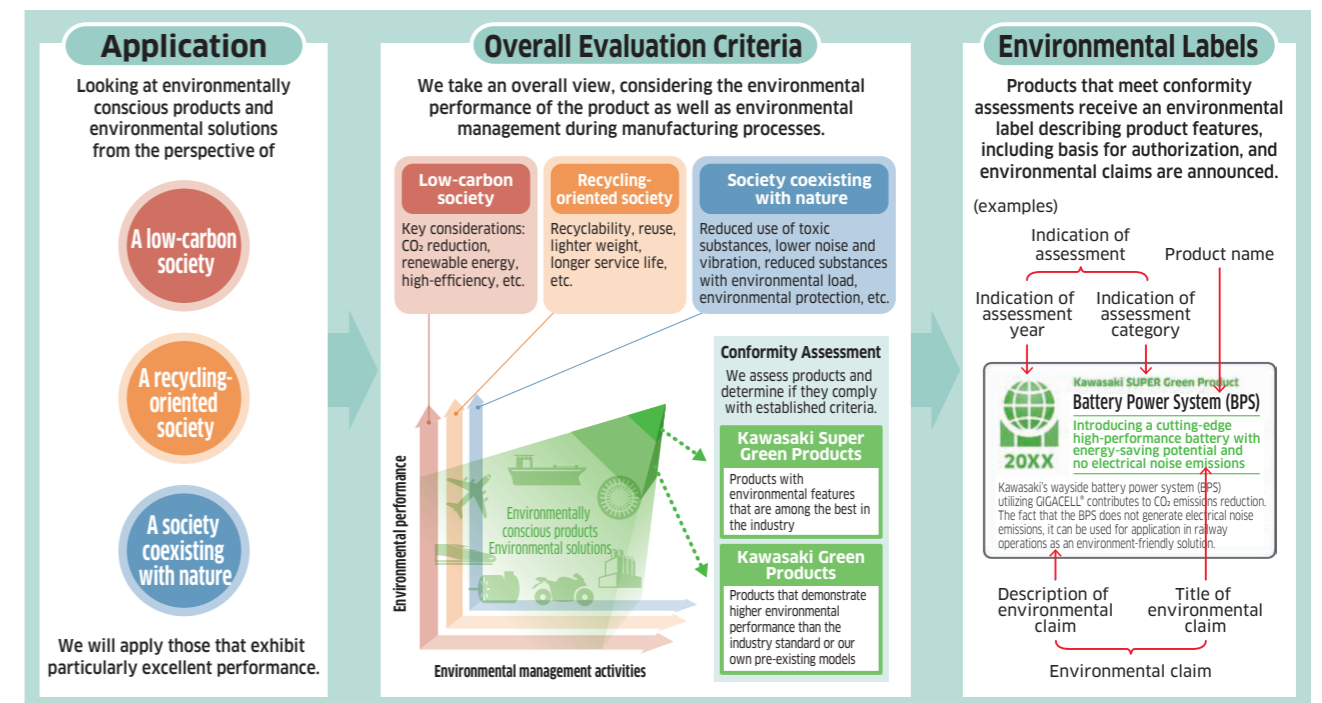 Application
Looking at environmentally
conscious products and
environmental solutions
from the perspective of
A low-carbon
society
A recycling-
oriented
society
A society
coexisting
with nature
We will apply those that exhibit
particularly excellent performance.
Overall Evaluation Criteria
We take an overall view, considering the environmental
performance of the product as well as environmental
management during manufacturing processes.
Low-carbon
society
Key considerations:
CO₂ reduction,
renewable energy,
high-efficiency, etc.
Recycling-
oriented society
Recyclability, reuse,
lighter weight,
longer service life,
etc.
Society coexisting
with nature
Reduced use of toxic
substances, lower noise and
vibration, reduced substances
with environmental load,
environmental protection, etc.
Environmental performance
Environmentally
conscious products
Environmental solutions
Environmental management activities
Conformity Assessment
We assess products and
determine if they comply
with established criteria.
Kawasaki Super
Green Products
Products with
environmental features
that are among the best in
the industry
Kawasaki Green
Products
Products that demonstrate
higher environmental
performance than the
industry standard or our
own pre-existing models
Environmental Labels
Products that meet conformity
assessments receive an environmental
label describing product features,
including basis for authorization, and
environmental claims are announced.
(examples)
Indication of
assessment
Product name
Indication of
assessment
year
Indication of
assessment
category
Kawasaki SUPER Green Product
Battery Power System (BPS)
Introducing a cutting-edge
high-performance battery with
energy-saving potential and
no electrical noise emissions
20XX
Kawasaki's wayside battery power system (BPS)
utilizing GIGACELL® contributes to CO₂ emissions reduction.
The fact that the BPS does not generate electrical noise
emissions, it can be used for application in railway
operations as an environment-friendly solution.
Description of
environmental
claim
Title of
environmental
claim
Environmental claim